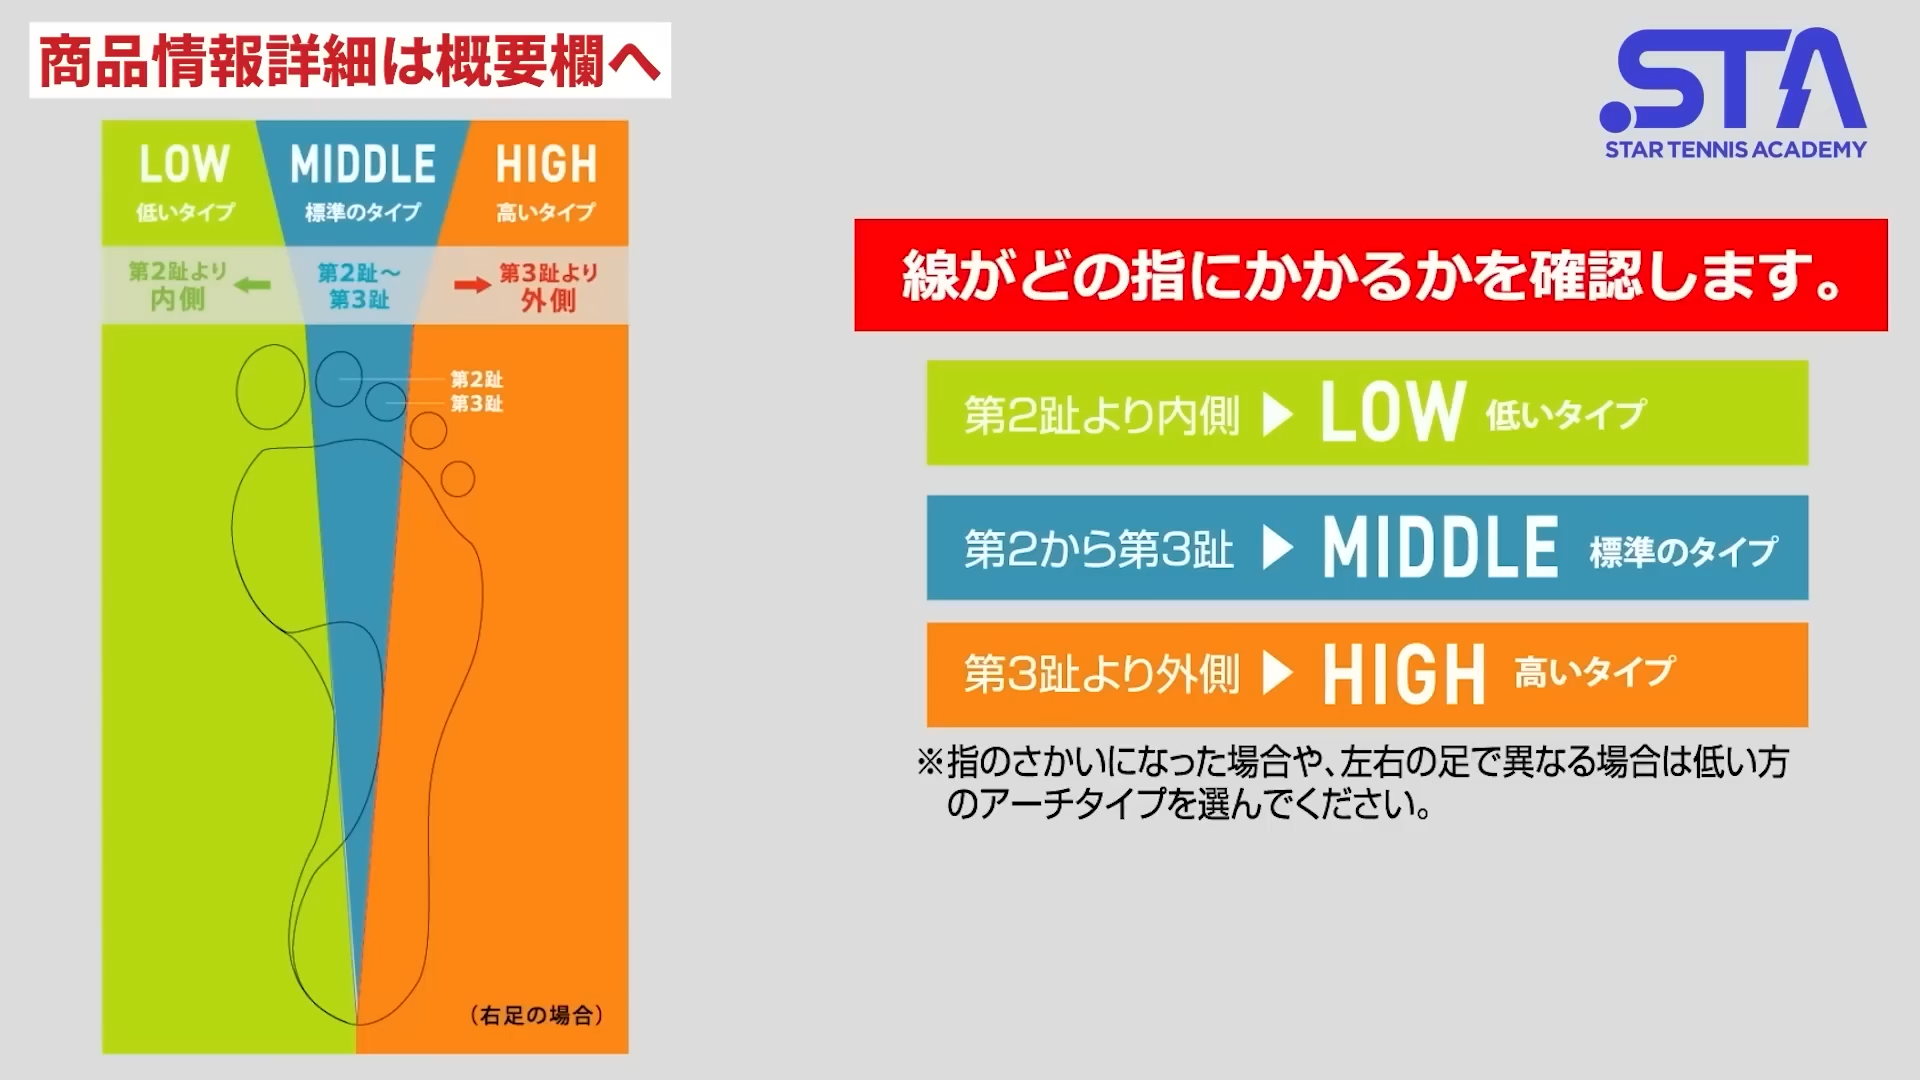 商品情報詳細は概要欄へ
STA
STAR TENNIS ACADEMY
LOW
低いタイプ
MIDDLE
標準のタイプ
HIGH
高いタイプ
第2趾より
内側
第2趾～
第3趾
第3趾より
外側
第2趾
第3趾
（右足の場合）
線がどの指にかかるかを確認します。
第2趾より内側 ▶ LOW 低いタイプ
第2から第3趾 ▶ MIDDLE 標準のタイプ
第3趾より外側 ▶ HIGH 高いタイプ
※指のさかいになった場合や、左右の足で異なる場合は低い方
のアーチタイプを選んでください。